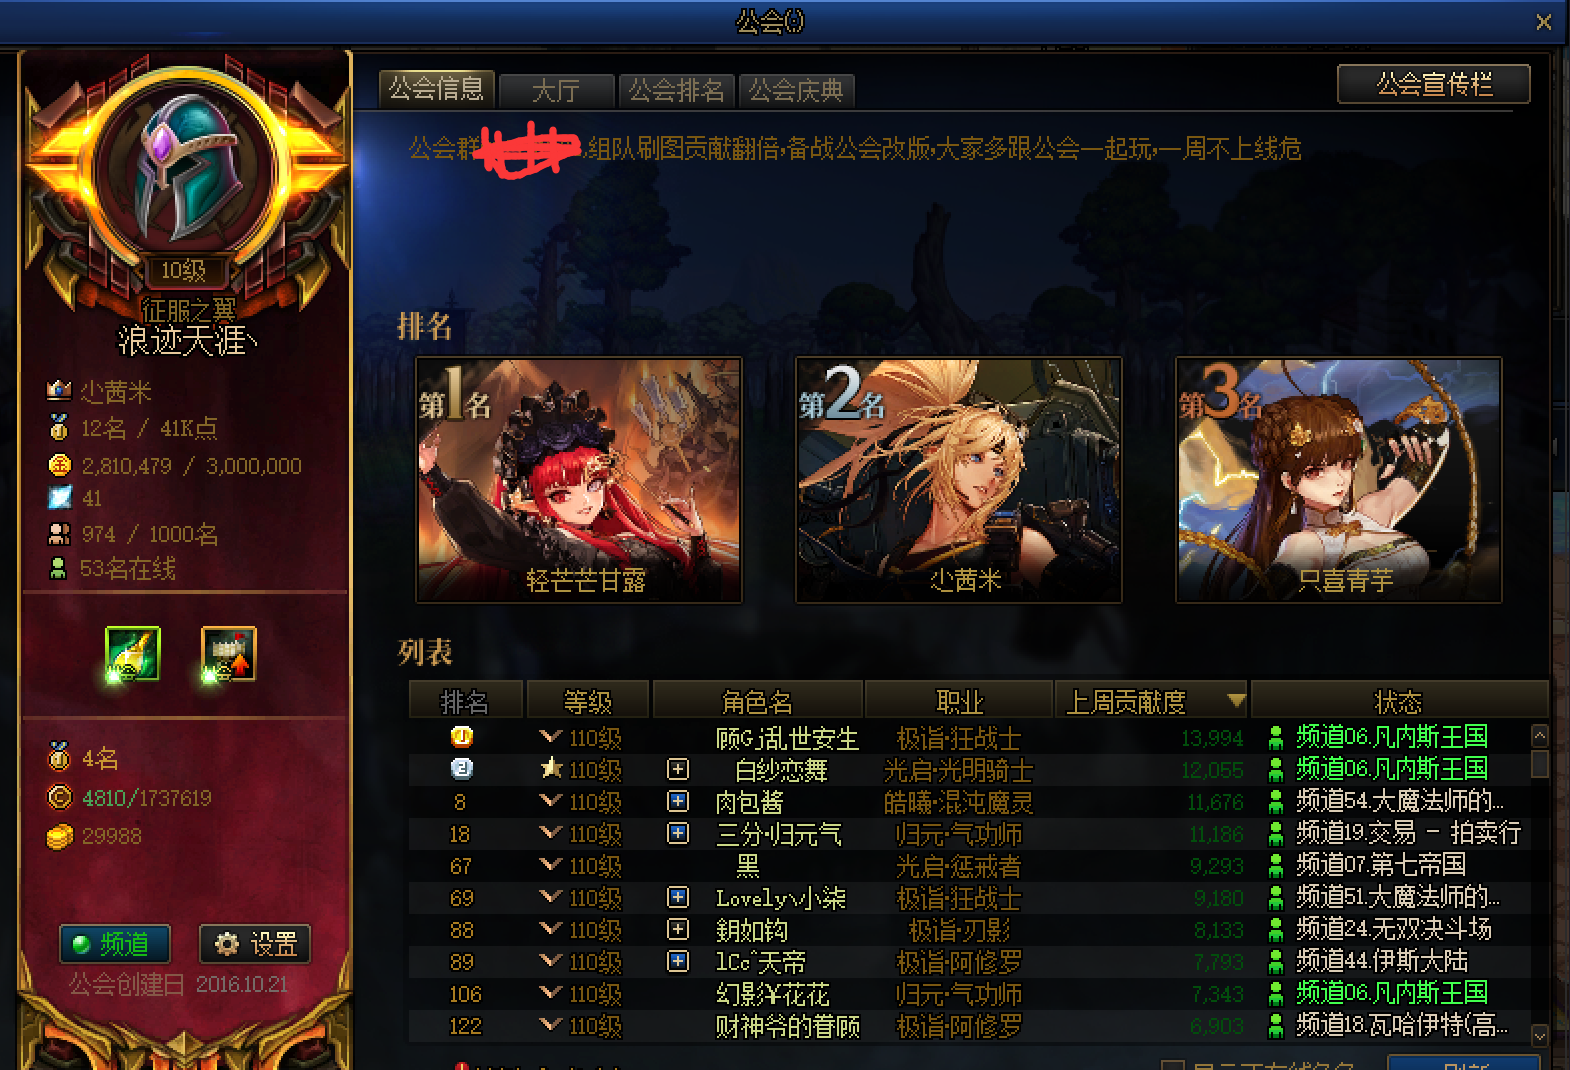 公会()
公会信息
大厅
公会排名
公会庆典
公会宣传栏
公会群
,组队刷图贡献翻倍,备战公会改版,大家多跟公会一起玩,一周不上线危
10级
征服之翼
浪迹天涯丶
尐茜米
12名 / 41K点
2,810,479 / 3,000,000
41
974 / 1000名
53名在线
4名
4810/1737619
29988
频道
设置
公会创建日 2016.10.21
排名
第1名
轻芒芒甘露
第2名
尐茜米
第3名
只喜青芋
列表
排名 等级 角色名 职业 上周贡献度 状态
1 110级 顾Gj乱世安生 极诣·狂战士 13,994 频道06.凡内斯王国
2 110级 白纱恋舞 光启·光明骑士 12,055 频道06.凡内斯王国
8 110级 肉包酱 皓曦·混沌魔灵 11,676 频道54.大魔法师的...
18 110级 三分·归元气 归元·气功师 11,186 频道19.交易 - 拍卖行
67 110级 黑 光启·惩戒者 9,293 频道07.第七帝国
69 110级 Lovely丶小柒 极诣·狂战士 9,180 频道51.大魔法师的...
88 110级 鈅如钩 极诣·刃影 8,133 频道24.无双决斗场
89 110级 lCc^天帝 极诣·阿修罗 7,793 频道44.伊斯大陆
106 110级 幻影¥花花 归元·气功师 7,343 频道06.凡内斯王国
122 110级 财神爷的眷顾 极诣·阿修罗 6,903 频道18.瓦哈伊特(高...